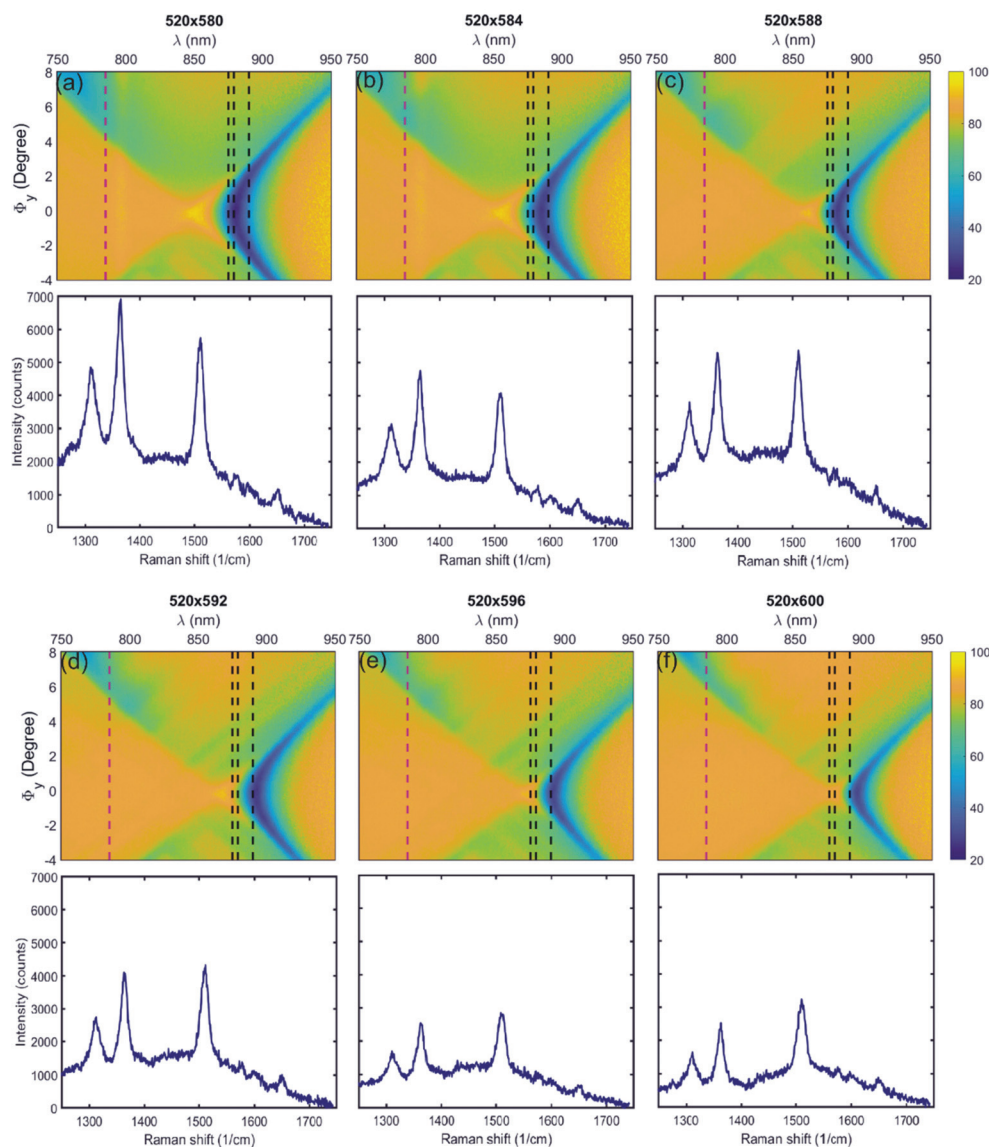 520x580 520x584 520x588
λ (nm) λ (nm) λ (nm)
750 800 850 900 950 750 800 850 900 950 750 800 850 900 950
(a) (b) (c)
8
6
4
2
0
-2
-4
Φy (Degree)
100
80
60
40
20
7000
6000
5000
4000
3000
2000
1000
0
Intensity (counts)
1300 1400 1500 1600 1700 1300 1400 1500 1600 1700 1300 1400 1500 1600 1700
Raman shift (1/cm) Raman shift (1/cm) Raman shift (1/cm)
520x592 520x596 520x600
λ (nm) λ (nm) λ (nm)
750 800 850 900 950 750 800 850 900 950 750 800 850 900 950
(d) (e) (f)
8
6
4
2
0
-2
-4
Φy (Degree)
100
80
60
40
20
7000
6000
5000
4000
3000
2000
1000
0
Intensity (counts)
1300 1400 1500 1600 1700 1300 1400 1500 1600 1700 1300 1400 1500 1600 1700
Raman shift (1/cm) Raman shift (1/cm) Raman shift (1/cm)